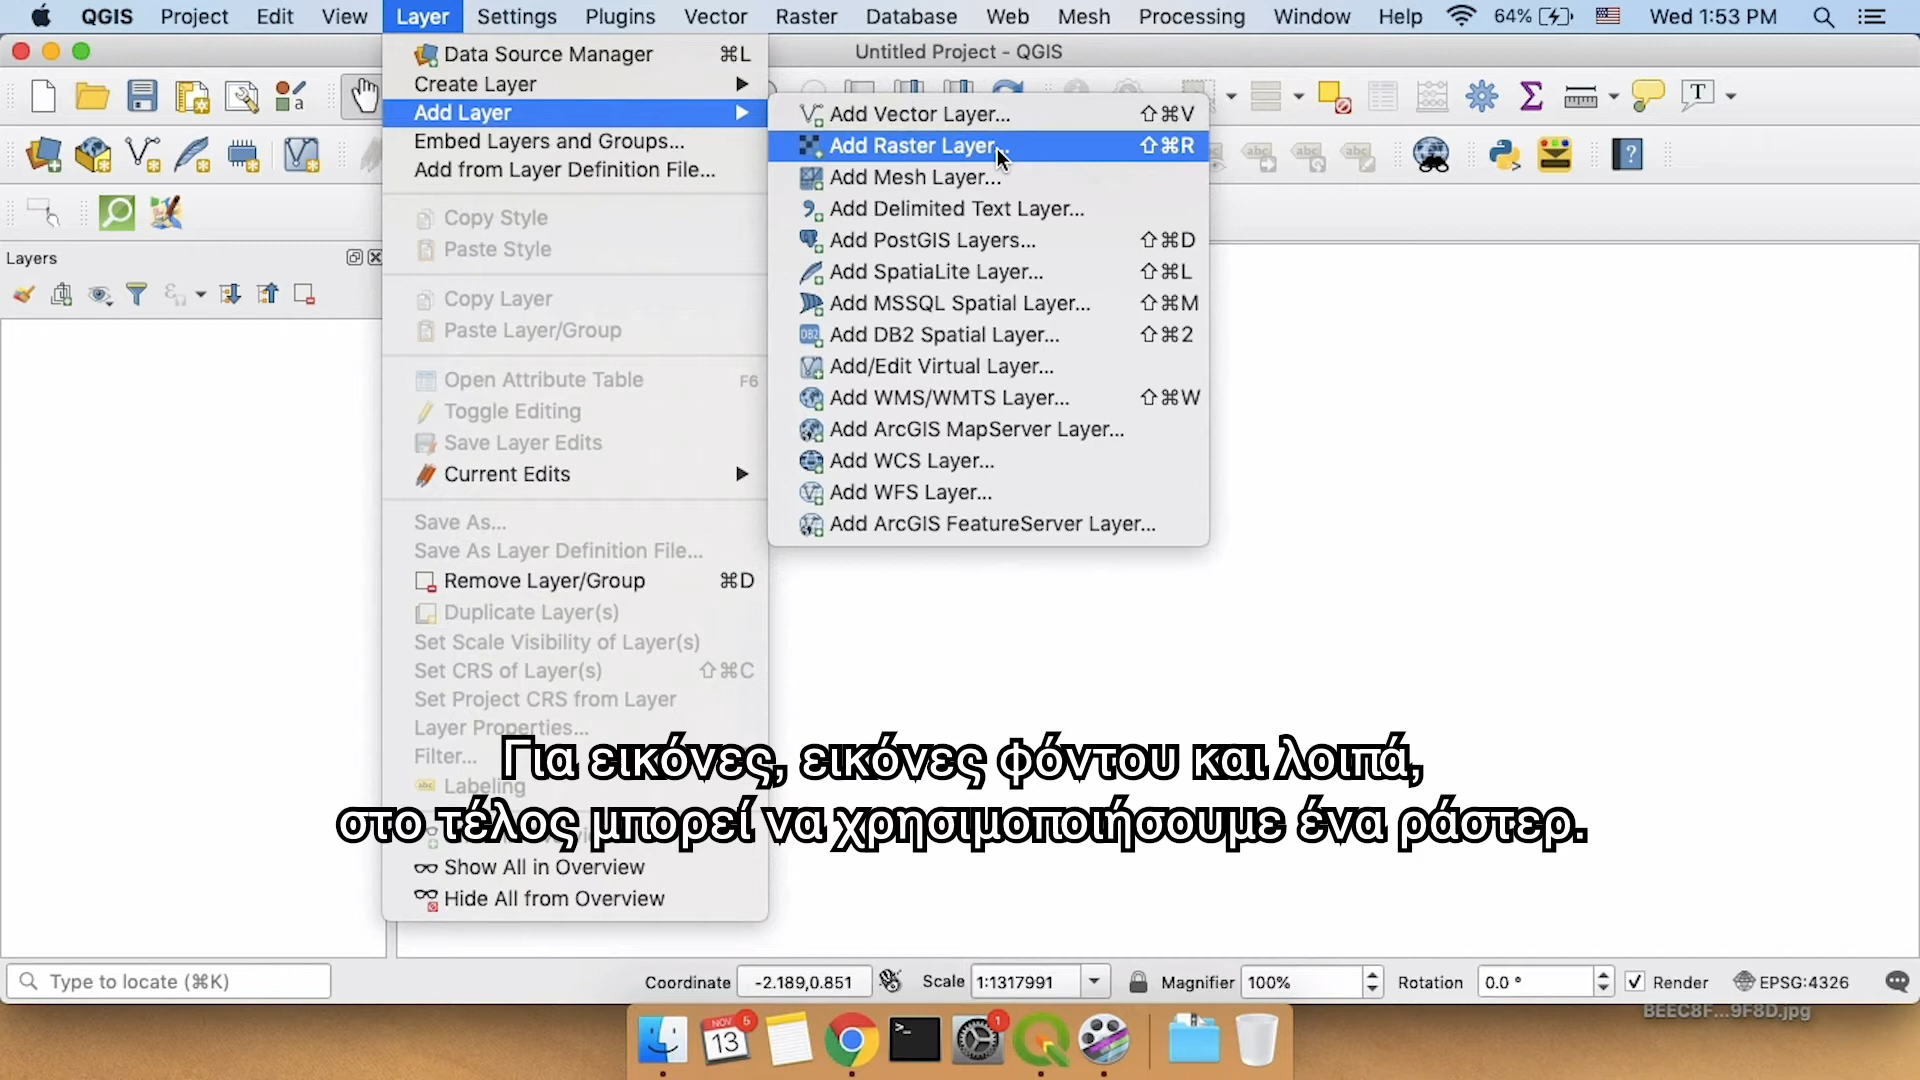 QGIS Project Edit View Layer Settings Plugins Vector Raster Database Web Mesh Processing Window Help 64% Wed 1:53 PM
Untitled Project - QGIS
Data Source Manager ⌘L
Create Layer
Add Layer
Embed Layers and Groups...
Add from Layer Definition File...
Copy Style
Paste Style
Copy Layer
Paste Layer/Group
Open Attribute Table F6
Toggle Editing
Save Layer Edits
Current Edits
Save As...
Save As Layer Definition File...
Remove Layer/Group ⌘D
Duplicate Layer(s)
Set Scale Visibility of Layer(s)
Set CRS of Layer(s) ⇧⌘C
Set Project CRS from Layer
Layer Properties...
Filter...
Labeling
Show All in Overview
Hide All from Overview
Add Vector Layer... ⇧⌘V
Add Raster Layer... ⇧⌘R
Add Mesh Layer...
Add Delimited Text Layer...
Add PostGIS Layers... ⇧⌘D
Add SpatiaLite Layer... ⇧⌘L
Add MSSQL Spatial Layer... ⇧⌘M
Add DB2 Spatial Layer... ⇧⌘2
Add/Edit Virtual Layer...
Add WMS/WMTS Layer... ⇧⌘W
Add ArcGIS MapServer Layer...
Add WCS Layer...
Add WFS Layer...
Add ArcGIS FeatureServer Layer...
Layers
Για εικόνες, εικόνες φόντου και λοιπά,
στο τέλος μπορεί να χρησιμοποιήσουμε ένα ράστερ.
Type to locate (⌘K) Coordinate -2.189,0.851 Scale 1:1317991 Magnifier 100% Rotation 0.0 ° Render EPSG:4326
BEEC8F...9F8D.jpg
NOV 5
13
1